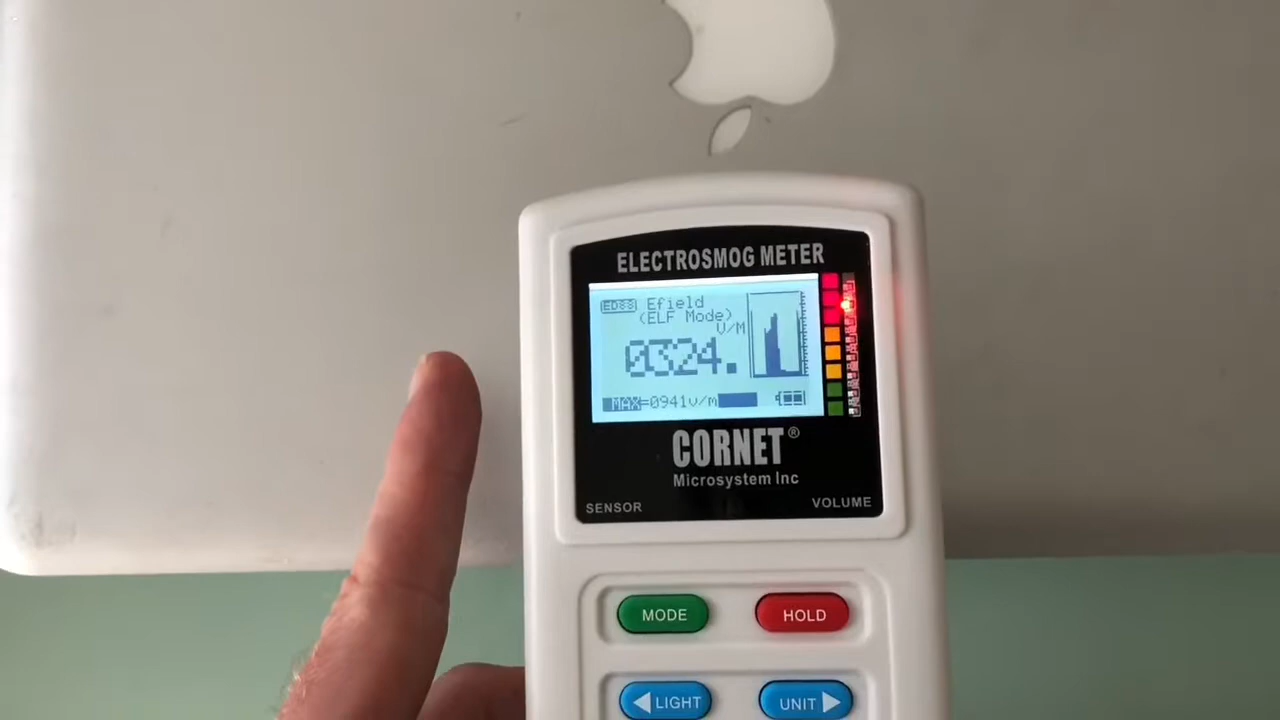 ELECTROSMOG METER
ED88 Efield
(ELF Mode)
V/M
0324.
MAX=0941v/m
CORNET®
Microsystem Inc
SENSOR VOLUME
MODE HOLD
LIGHT UNIT